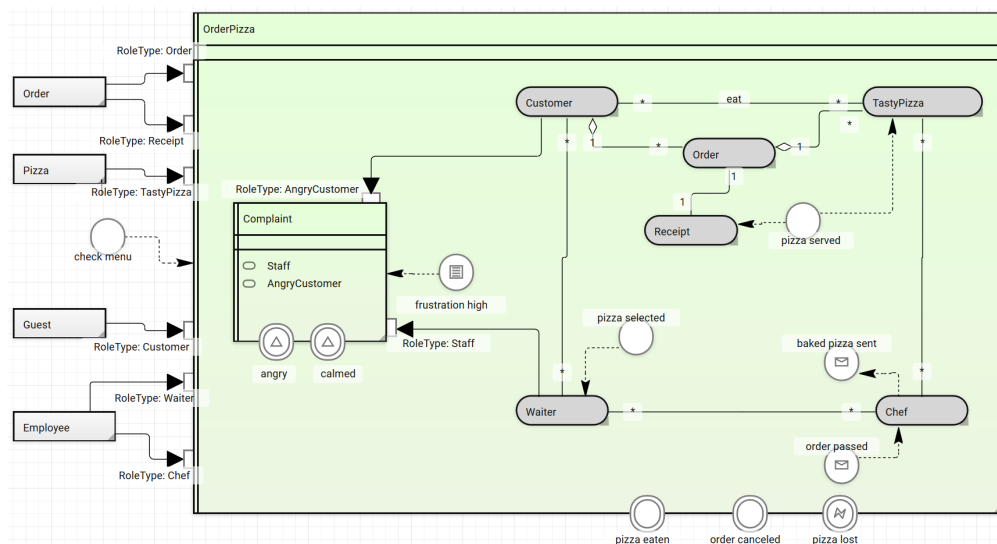 OrderPizza
RoleType: Order
Order
RoleType: Receipt
Pizza
RoleType: TastyPizza
check menu
Guest
RoleType: Customer
RoleType: Waiter
Employee
RoleType: Chef
RoleType: AngryCustomer
Complaint
Staff
AngryCustomer
angry
calmed
frustration high
RoleType: Staff
Customer
*
eat
*
TastyPizza
*
*
1
*
Order
1
*
1
1
Receipt
pizza served
pizza selected
baked pizza sent
*
*
Waiter
*
*
Chef
order passed
pizza eaten
order canceled
pizza lost